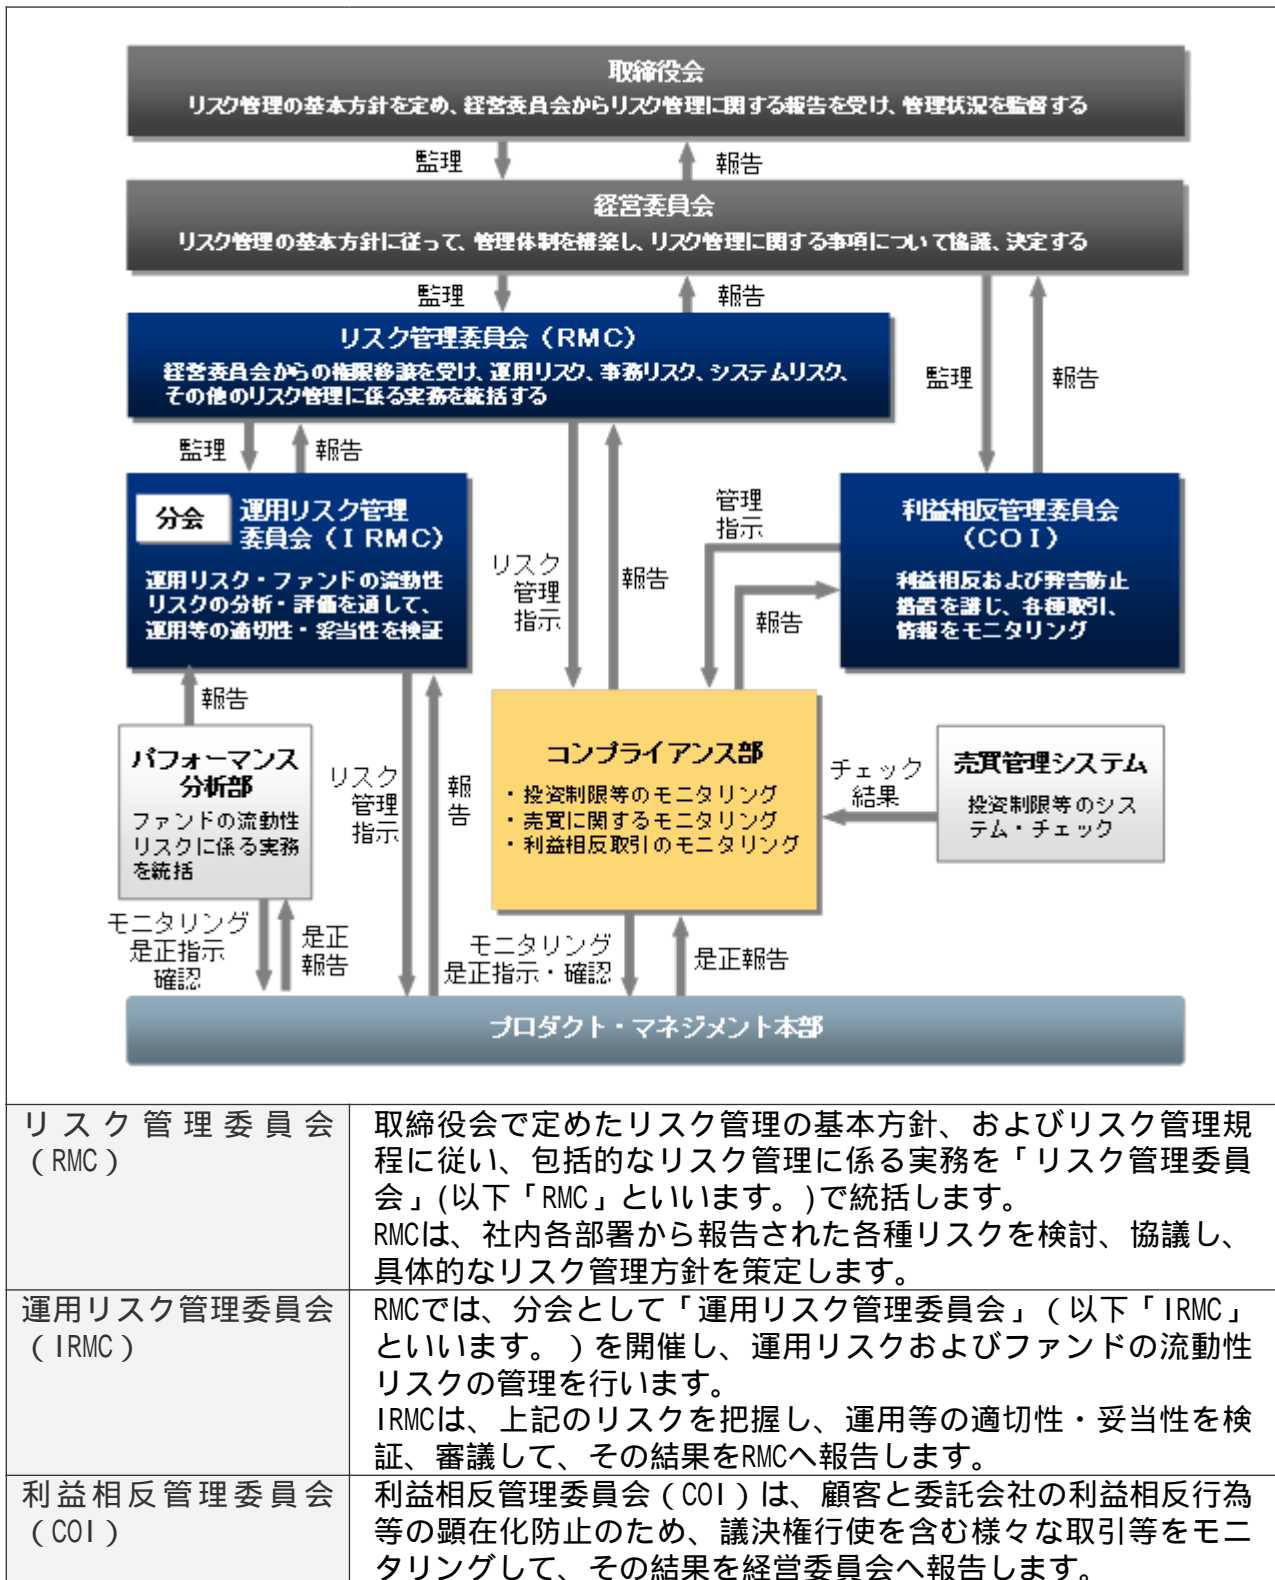 取締役会
リスク管理の基本方針を定め、経営委員会からリスク管理に関する報告を受け、管理状況を監督する
監理
報告
経営委員会
リスク管理の基本方針に従って、管理体制を構築し、リスク管理に関する事項について協議、決定する
監理
報告
リスク管理委員会（RMC）
経営委員会からの権限移譲を受け、運用リスク、事務リスク、システムリスク、
その他のリスク管理に係る実務を統括する
監理
報告
監理
報告
分会
運用リスク管理
委員会（IRMC）
運用リスク・ファンドの流動性
リスクの分析・評価を通して、
運用等の適切性・妥当性を検証
リスク
管理
指示
報告
管理
指示
報告
利益相反管理委員会
（COI）
利益相反および弊害防止
措置を講じ、各種取引、
情報をモニタリング
報告
パフォーマンス
分析部
ファンドの流動性
リスクに係る実務
を統括
リスク
管理
指示
報
告
コンプライアンス部
・投資制限等のモニタリング
・売買に関するモニタリング
・利益相反取引のモニタリング
チェック
結果
売買管理システム
投資制限等のシス
テム・チェック
モニタリング
是正指示
確認
是正
報告
モニタリング
是正指示・確認
是正報告
プロダクト・マネジメント本部
リスク管理委員会
（RMC）
取締役会で定めたリスク管理の基本方針、およびリスク管理規
程に従い、包括的なリスク管理に係る実務を「リスク管理委員
会」(以下「RMC」といいます。)で統括します。
RMCは、社内各部署から報告された各種リスクを検討、協議し、
具体的なリスク管理方針を策定します。
運用リスク管理委員会
（IRMC）
RMCでは、分会として「運用リスク管理委員会」（以下「IRMC」
といいます。）を開催し、運用リスクおよびファンドの流動性
リスクの管理を行います。
IRMCは、上記のリスクを把握し、運用等の適切性・妥当性を検
証、審議して、その結果をRMCへ報告します。
利益相反管理委員会
（COI）
利益相反管理委員会（COI）は、顧客と委託会社の利益相反行為
等の顕在化防止のため、議決権行使を含む様々な取引等をモニ
タリングして、その結果を経営委員会へ報告します。